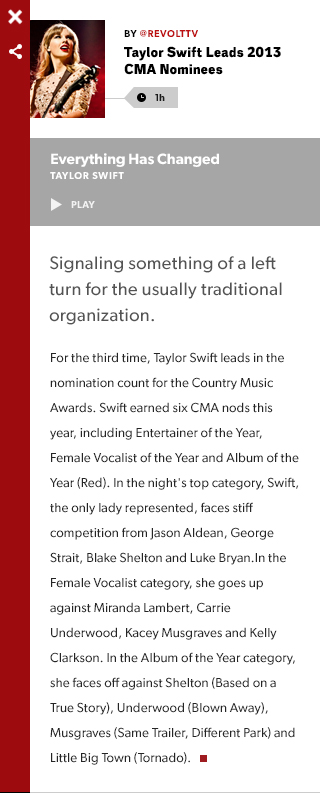 BY @REVOLTTV
Taylor Swift Leads 2013
CMA Nominees
1h
Everything Has Changed
TAYLOR SWIFT
PLAY
Signaling something of a left
turn for the usually traditional
organization.
For the third time, Taylor Swift leads in the
nomination count for the Country Music
Awards. Swift earned six CMA nods this
year, including Entertainer of the Year,
Female Vocalist of the Year and Album of the
Year (Red). In the night's top category, Swift,
the only lady represented, faces stiff
competition from Jason Aldean, George
Strait, Blake Shelton and Luke Bryan.In the
Female Vocalist category, she goes up
against Miranda Lambert, Carrie
Underwood, Kacey Musgraves and Kelly
Clarkson. In the Album of the Year category,
she faces off against Shelton (Based on a
True Story), Underwood (Blown Away),
Musgraves (Same Trailer, Different Park) and
Little Big Town (Tornado).